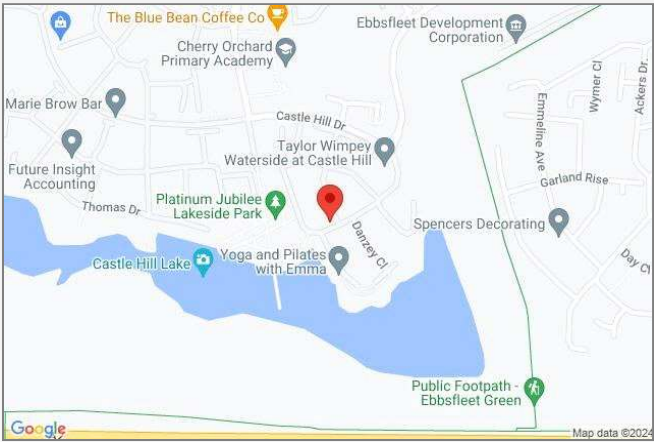 The Blue Bean Coffee Co
Ebbsfleet Development
Corporation
Cherry Orchard
Primary Academy
Wymer Cl
Ackers Dr
Emmeline Ave
Marie Brow Bar
Castle Hill Dr
Taylor Wimpey
Waterside at Castle Hill
Future Insight
Accounting
Garland Rise
Platinum Jubilee
Lakeside Park
Thomas Dr
Danzey Cl
Spencers Decorating
Yoga and Pilates
with Emma
Castle Hill Lake
Day Cl
Public Footpath -
Ebbsfleet Green
Google
Map data ©2024